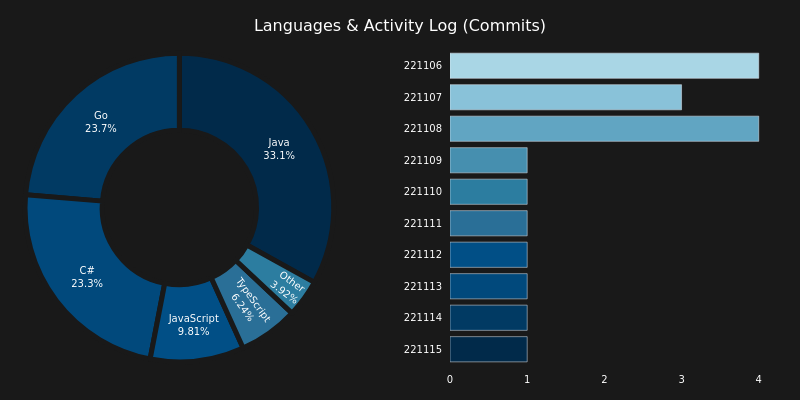 Languages & Activity Log (Commits)
Go
23.7%
Java
33.1%
C#
23.3%
JavaScript
9.81%
TypeScript
6.24%
Other
3.92%
221106
221107
221108
221109
221110
221111
221112
221113
221114
221115
0 1 2 3 4